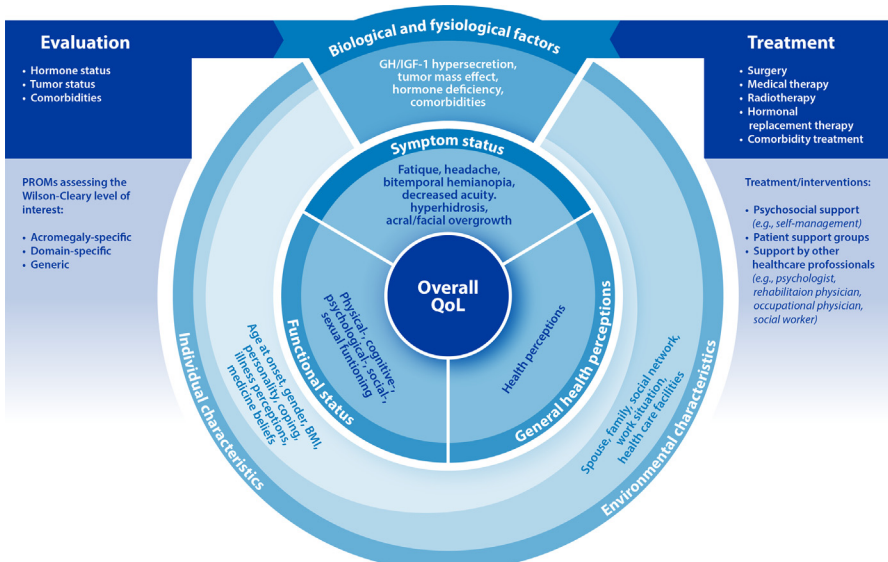 Evaluation
• Hormone status
• Tumor status
• Comorbidities
PROMs assessing the
Wilson-Cleary level of
interest:
• Acromegaly-specific
• Domain-specific
• Generic
Biological and fysiological factors
GH/IGF-1 hypersecretion,
tumor mass effect,
hormone deficiency,
comorbidities
Symptom status
Fatique, headache,
bitemporal hemianopia,
decreased acuity.
hyperhidrosis,
acral/facial overgrowth
Overall
QoL
Functional status
Physical-, cognitive-,
psychological-, social-,
sexual funtioning
General health perceptions
Health perceptions
Individual characteristics
Age at onset, gender, BMI,
personality, coping,
illness perceptions,
medicine beliefs
Environmental characteristics
Spouse, family, social network,
work situation,
health care facilities
Treatment
• Surgery
• Medical therapy
• Radiotherapy
• Hormonal
replacement therapy
• Comorbidity treatment
Treatment/interventions:
• Psychosocial support
(e.g., self-management)
• Patient support groups
• Support by other
healthcare profossionals
(e.g., psychologist,
rehabilitaion physician,
occupational physician,
social worker)